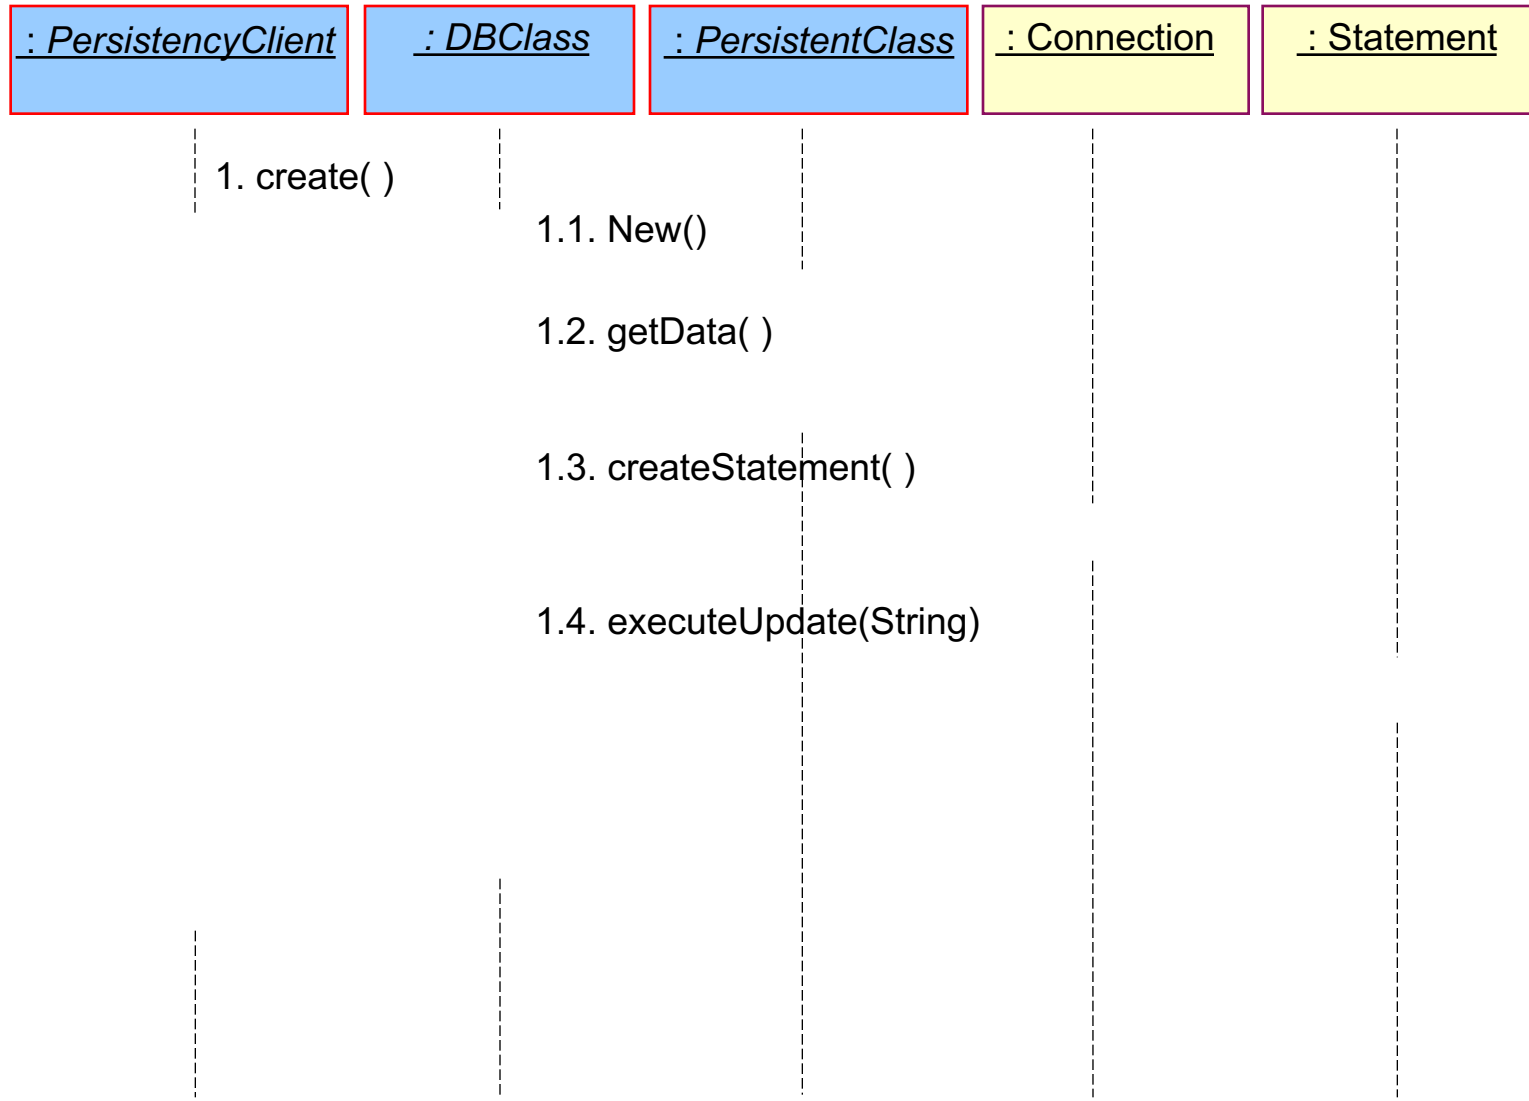 : PersistencyClient
: DBClass
: PersistentClass
: Connection
: Statement
1. create( )
1.1. New()
1.2. getData( )
1.3. createStatement( )
1.4. executeUpdate(String)